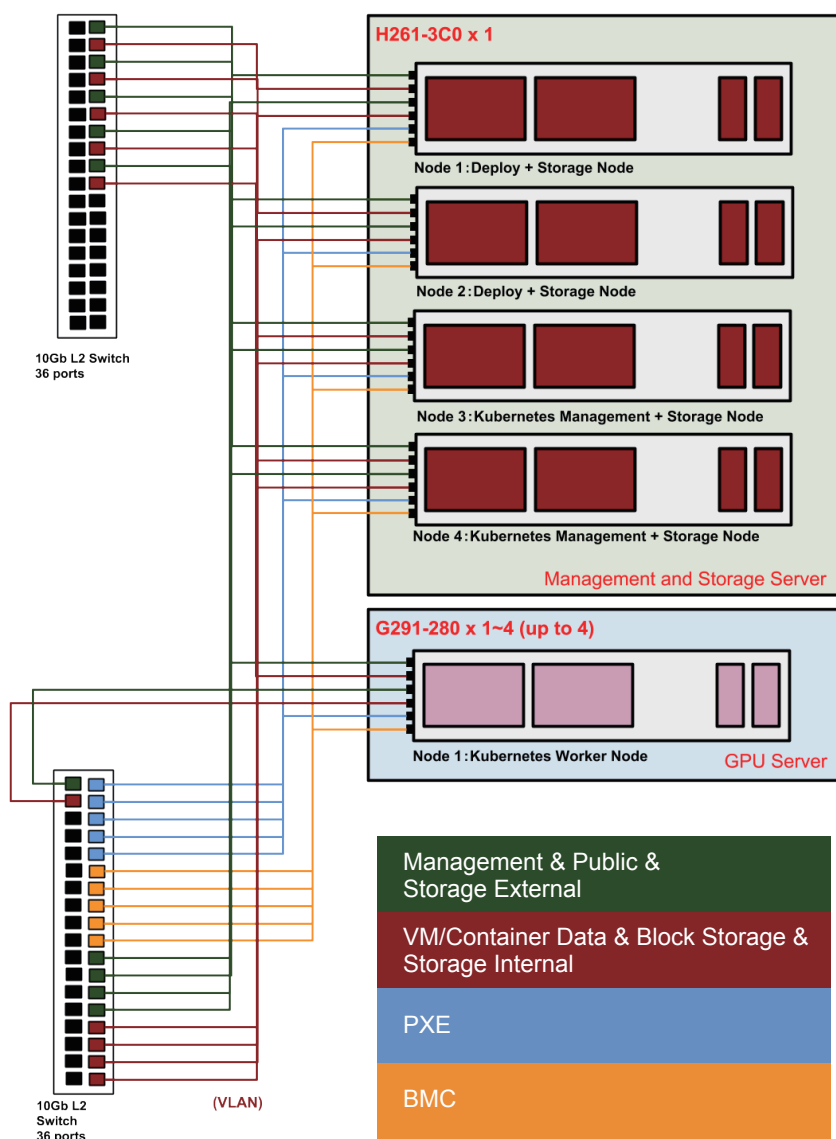 H261-3C0 x 1
Node 1:Deploy + Storage Node
Node 2:Deploy + Storage Node
10Gb L2 Switch
36 ports
Node 3:Kubernetes Management + Storage Node
Node 4:Kubernetes Management + Storage Node
Management and Storage Server
G291-280 x 1~4 (up to 4)
Node 1:Kubernetes Worker Node
GPU Server
Management & Public &
Storage External
VM/Container Data & Block Storage &
Storage Internal
PXE
BMC
(VLAN)
10Gb L2
Switch
36 ports